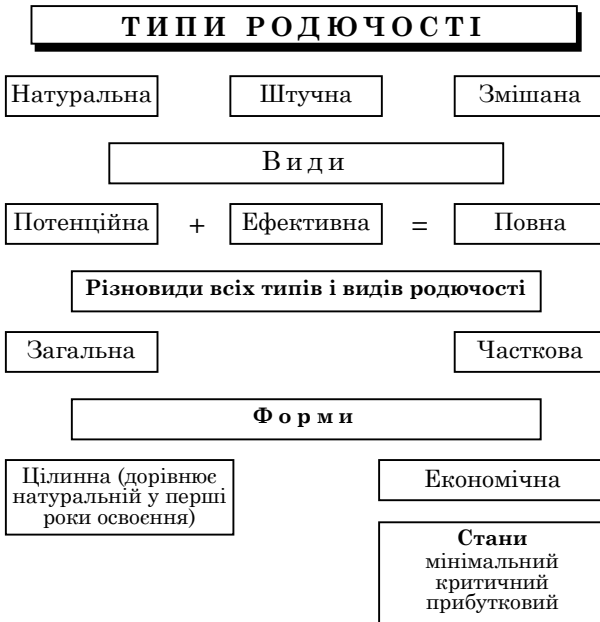 ТИПИ РОДЮЧОСТІ
Натуральна Штучна Змішана
Види
Потенційна + Ефективна = Повна
Різновиди всіх типів і видів родючості
Загальна Часткова
Форми
Цілинна (дорівнює
натуральній у перші
роки освоєння)
Економічна
Стани
мінімальний
критичний
прибутковий